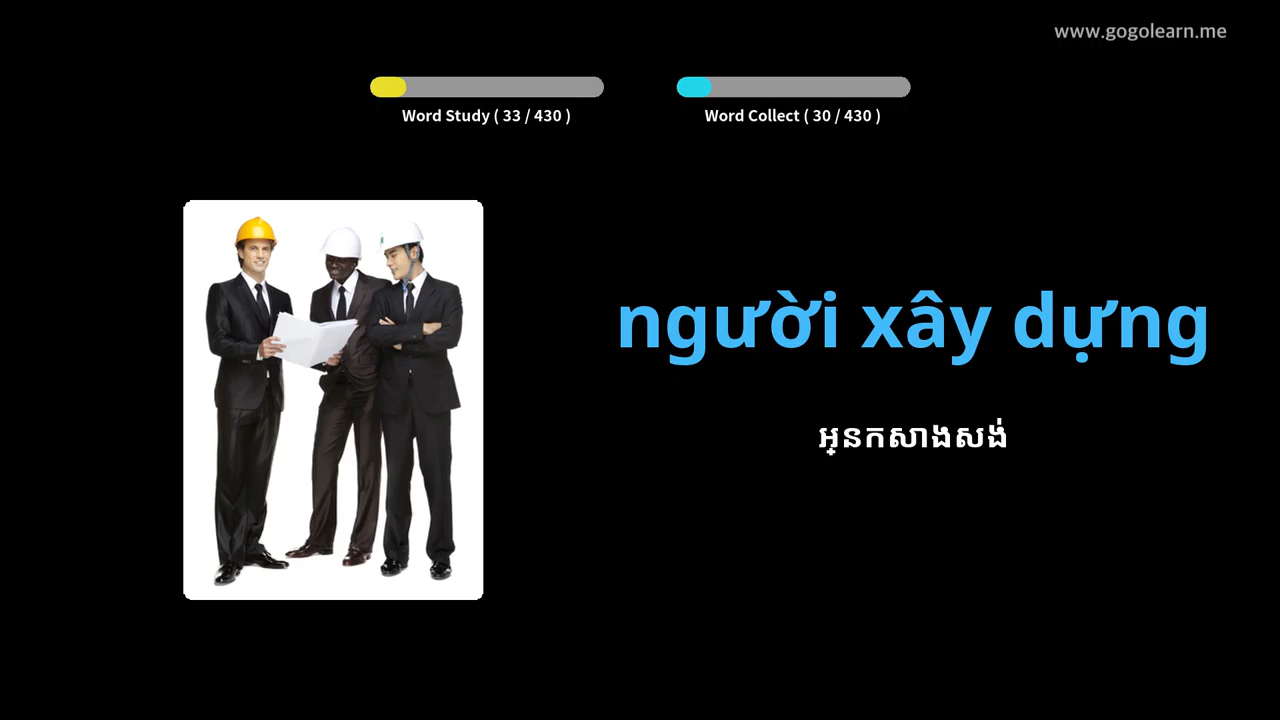 www.gogolearn.me
Word Study ( 33 / 430 )
Word Collect ( 30 / 430 )
người xây dựng
អ្នកសាងសង់